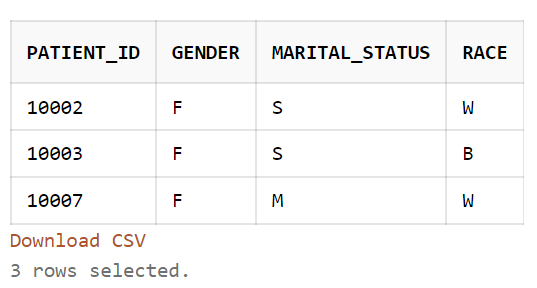 PATIENT_ID GENDER MARITAL_STATUS RACE
10002 F S W
10003 F S B
10007 F M W
Download CSV
3 rows selected.